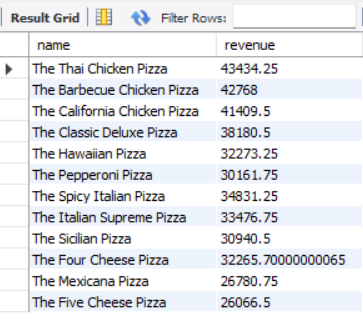 Result Grid Filter Rows:
name revenue
The Thai Chicken Pizza 43434.25
The Barbecue Chicken Pizza 42768
The California Chicken Pizza 41409.5
The Classic Deluxe Pizza 38180.5
The Hawaiian Pizza 32273.25
The Pepperoni Pizza 30161.75
The Spicy Italian Pizza 34831.25
The Italian Supreme Pizza 33476.75
The Sicilian Pizza 30940.5
The Four Cheese Pizza 32265.70000000065
The Mexicana Pizza 26780.75
The Five Cheese Pizza 26066.5